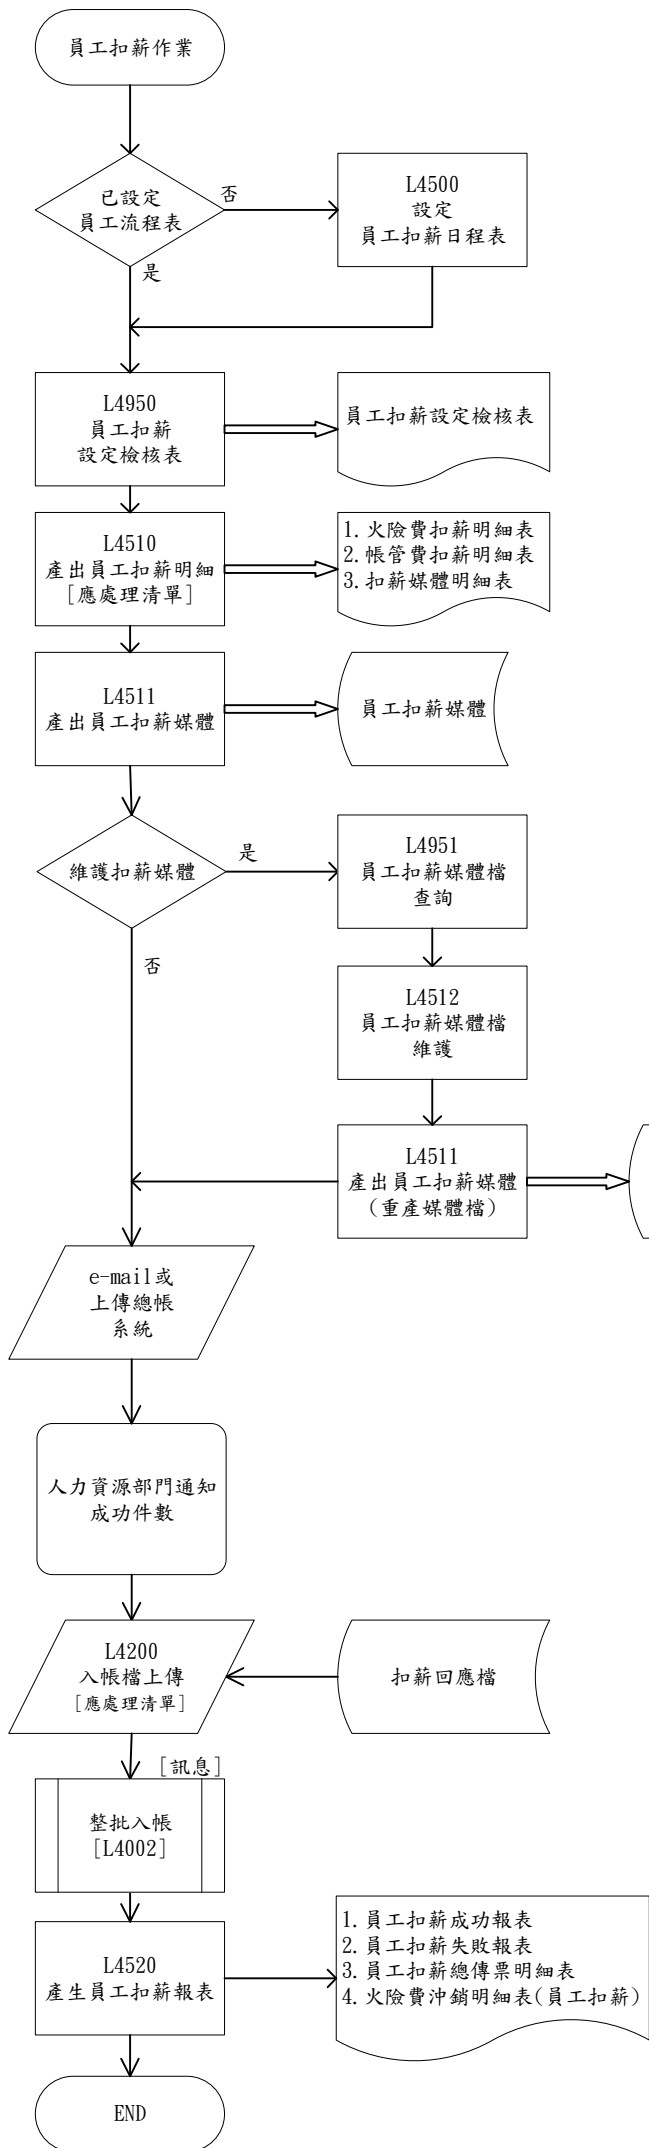 員工扣薪作業
已設定
員工流程表
否
L4500
設定
員工扣薪日程表
是
L4950
員工扣薪
設定檢核表
員工扣薪設定檢核表
L4510
產出員工扣薪明細
[應處理清單]
1.火險費扣薪明細表
2.帳管費扣薪明細表
3.扣薪媒體明細表
L4511
產出員工扣薪媒體
員工扣薪媒體
維護扣薪媒體
是
L4951
員工扣薪媒體檔
查詢
否
L4512
員工扣薪媒體檔
維護
L4511
產出員工扣薪媒體
(重產媒體檔)
e-mail或
上傳總帳
系統
人力資源部門通知
成功件數
L4200
入帳檔上傳
[應處理清單]
扣薪回應檔
[訊息]
整批入帳
[L4002]
L4520
產生員工扣薪報表
1.員工扣薪成功報表
2.員工扣薪失敗報表
3.員工扣薪總傳票明細表
4.火險費沖銷明細表(員工扣薪)
END